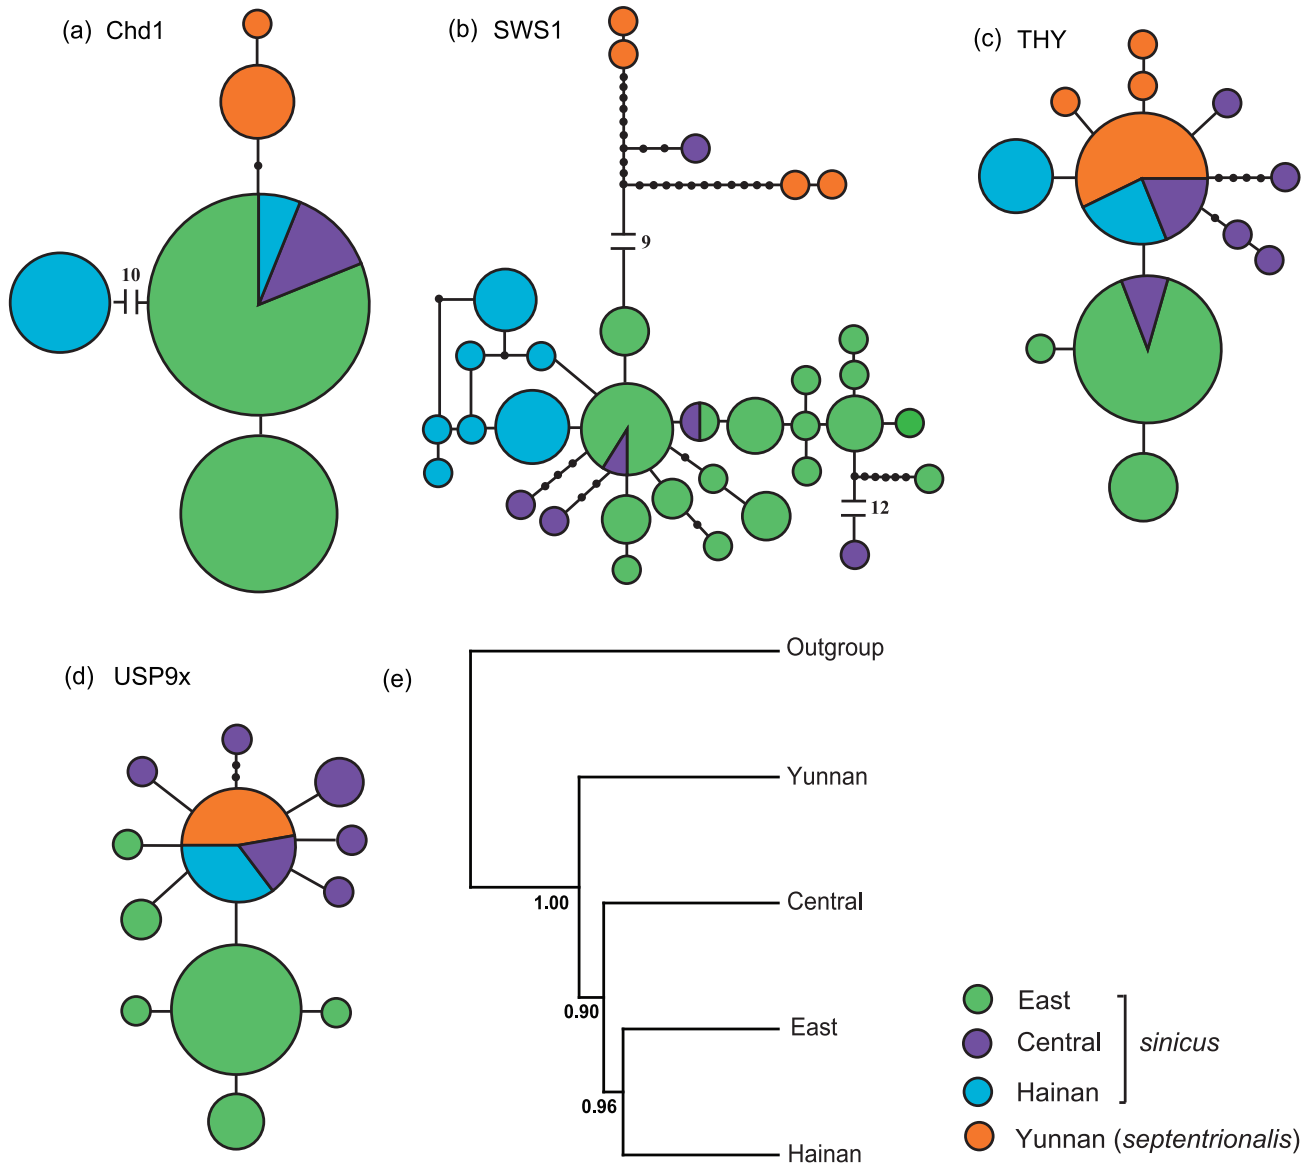 (a) Chd1
(b) SWS1
(c) THY
10
9
12
(d) USP9x
(e)
Outgroup
Yunnan
1.00
Central
0.90
East
0.96
Hainan
East
Central
Hainan
sinicus
Yunnan (septentrionalis)